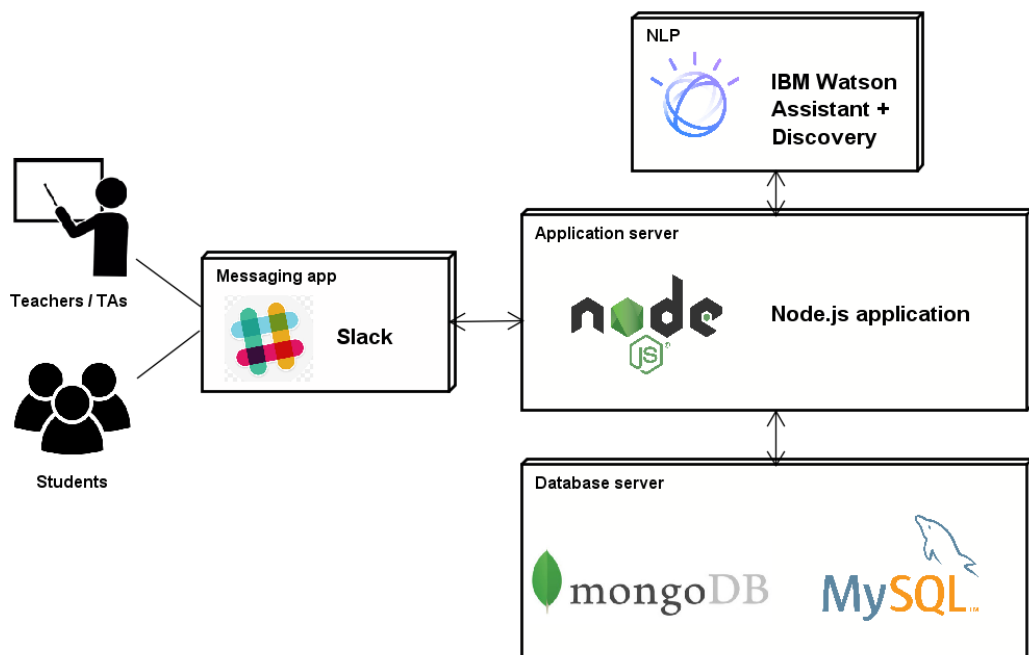 NLP
IBM Watson
Assistant +
Discovery
Teachers / TAs
Students
Messaging app
Slack
Application server
node
JS
Node.js application
Database server
mongoDB
MySQL